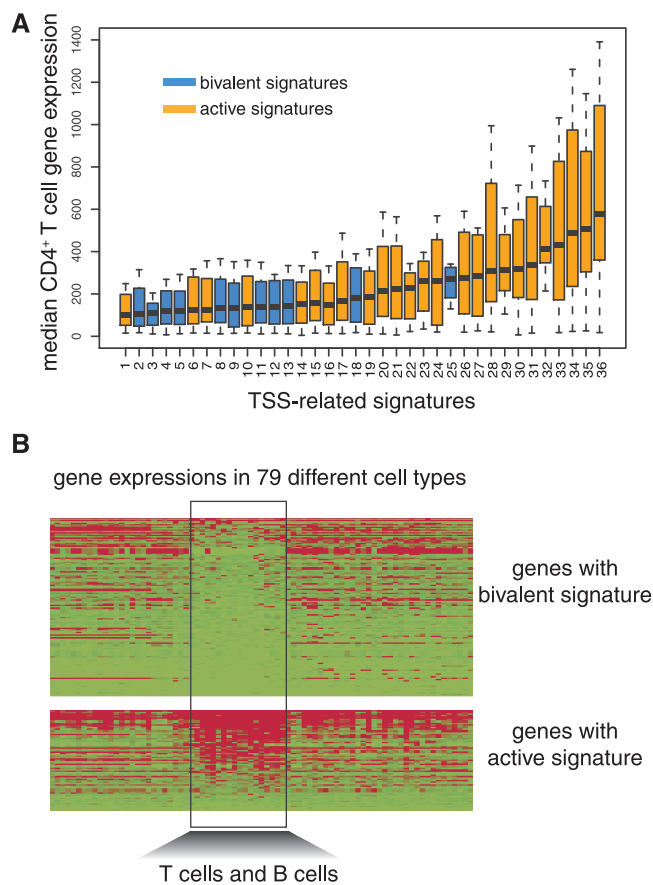 A
median CD4+ T cell gene expression
1400
1200
1000
800
600
400
200
0
bivalent signatures
active signatures
1 2 3 4 5 6 7 8 9 10 11 12 13 14 15 16 17 18 19 20 21 22 23 24 25 26 27 28 29 30 31 32 33 34 35 36
TSS-related signatures
B
gene expressions in 79 different cell types
genes with
bivalent signature
genes with
active signature
T cells and B cells